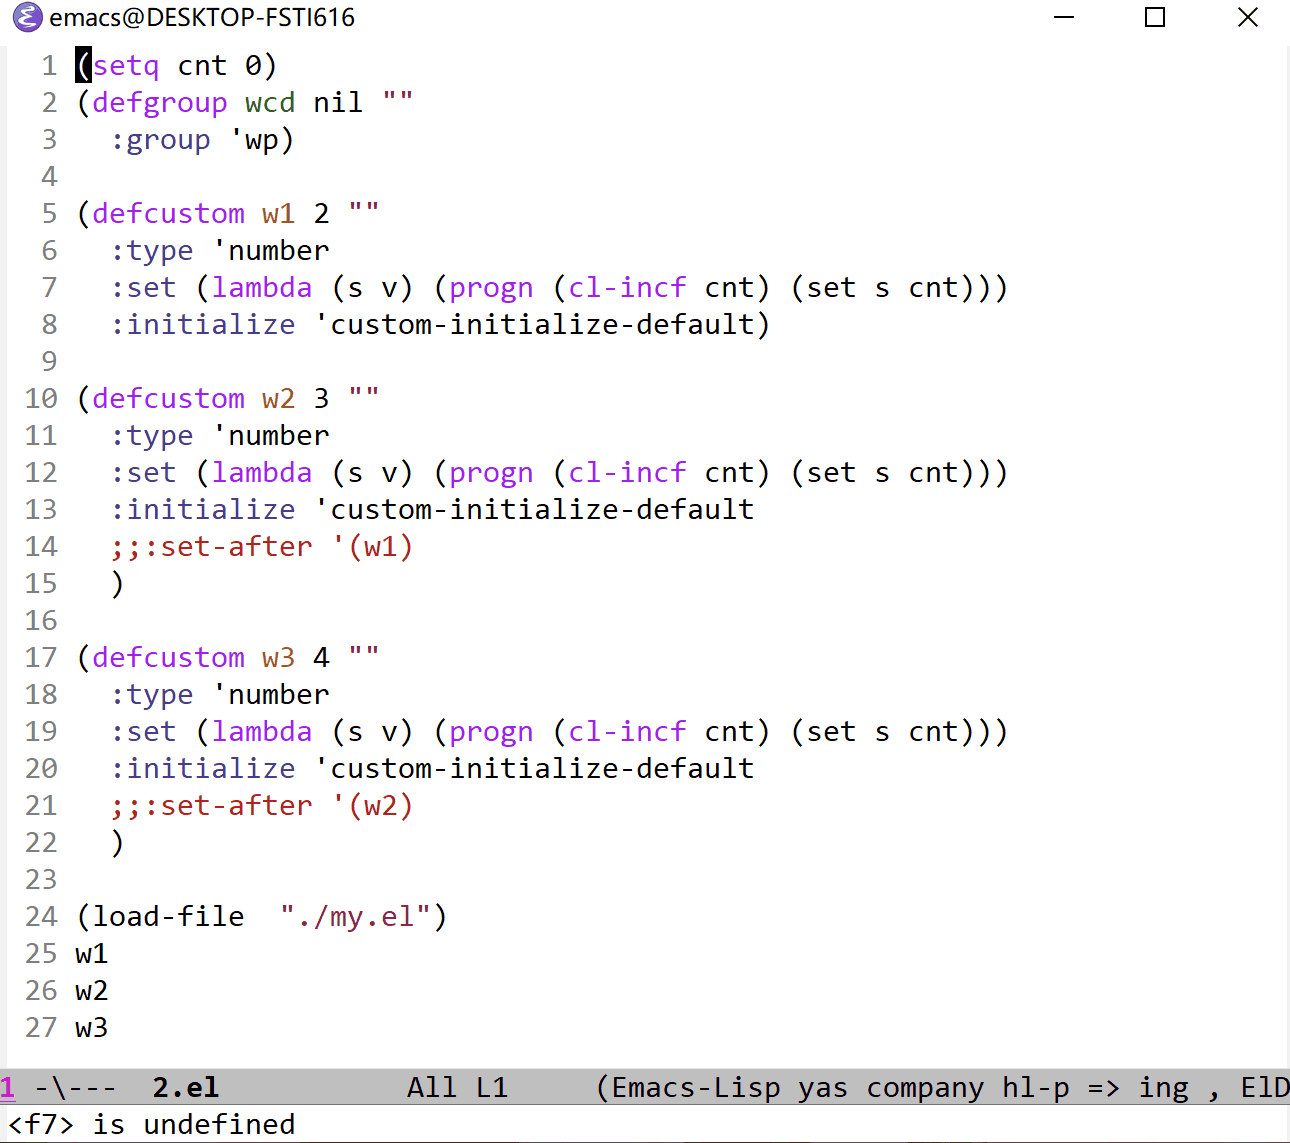 emacs@DESKTOP-FSTI616
1 (setq cnt 0)
2 (defgroup wcd nil ""
3   :group 'wp)
4
5 (defcustom w1 2 ""
6   :type 'number
7   :set (lambda (s v) (progn (cl-incf cnt) (set s cnt)))
8   :initialize 'custom-initialize-default)
9
10 (defcustom w2 3 ""
11   :type 'number
12   :set (lambda (s v) (progn (cl-incf cnt) (set s cnt)))
13   :initialize 'custom-initialize-default
14   ;;:set-after '(w1)
15   )
16
17 (defcustom w3 4 ""
18   :type 'number
19   :set (lambda (s v) (progn (cl-incf cnt) (set s cnt)))
20   :initialize 'custom-initialize-default
21   ;;:set-after '(w2)
22   )
23
24 (load-file  "./my.el")
25 w1
26 w2
27 w3
1 -\---  2.el           All L1     (Emacs-Lisp yas company hl-p => ing , ElD
<f7> is undefined